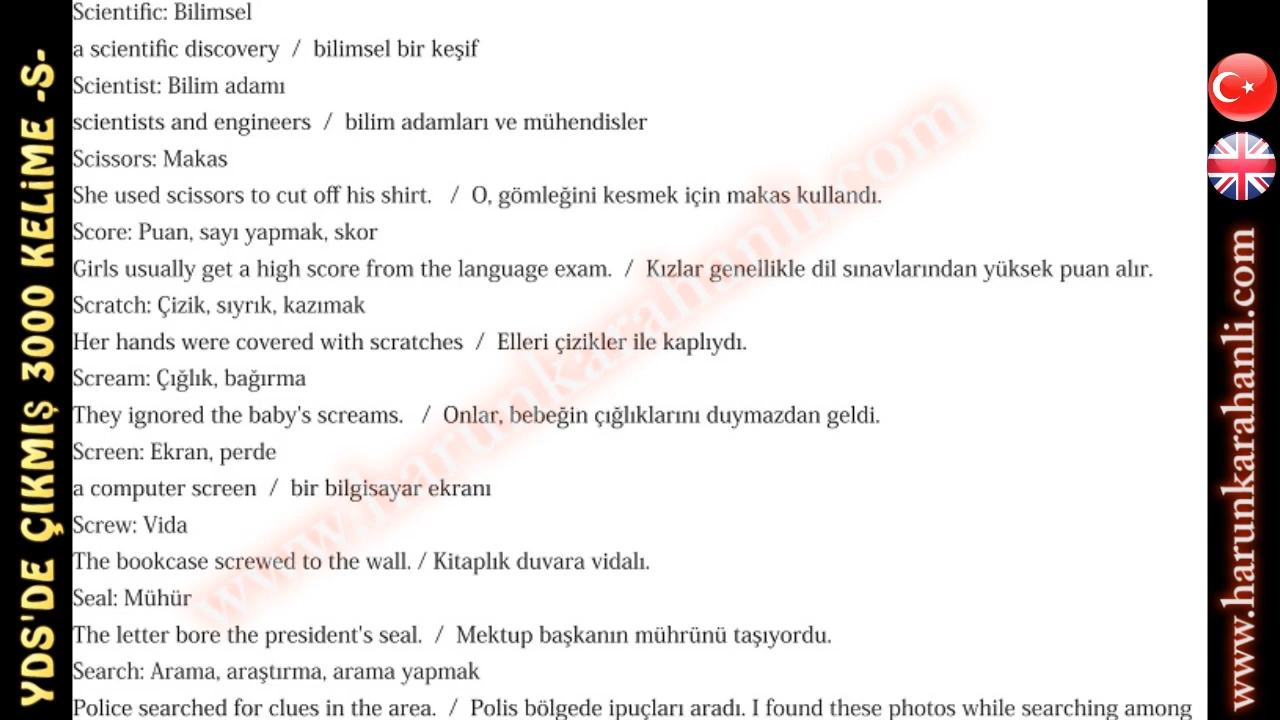 YDS'DE ÇIKMIŞ 3000 KELİME -S-
Scientific: Bilimsel
a scientific discovery / bilimsel bir keşif
Scientist: Bilim adamı
scientists and engineers / bilim adamları ve mühendisler
Scissors: Makas
She used scissors to cut off his shirt. / O, gömleğini kesmek için makas kullandı.
Score: Puan, sayı yapmak, skor
Girls usually get a high score from the language exam. / Kızlar genellikle dil sınavlarından yüksek puan alır.
Scratch: Çizik, sıyrık, kazımak
Her hands were covered with scratches / Elleri çizikler ile kaplıydı.
Scream: Çığlık, bağırma
They ignored the baby's screams. / Onlar, bebeğin çığlıklarını duymazdan geldi.
Screen: Ekran, perde
a computer screen / bir bilgisayar ekranı
Screw: Vida
The bookcase screwed to the wall. / Kitaplık duvara vidalı.
Seal: Mühür
The letter bore the president's seal. / Mektup başkanın mührünü taşıyordu.
Search: Arama, araştırma, arama yapmak
Police searched for clues in the area. / Polis bölgede ipuçları aradı. I found these photos while searching among
www.harunkarahanli.com
www.harunkarahanli.com